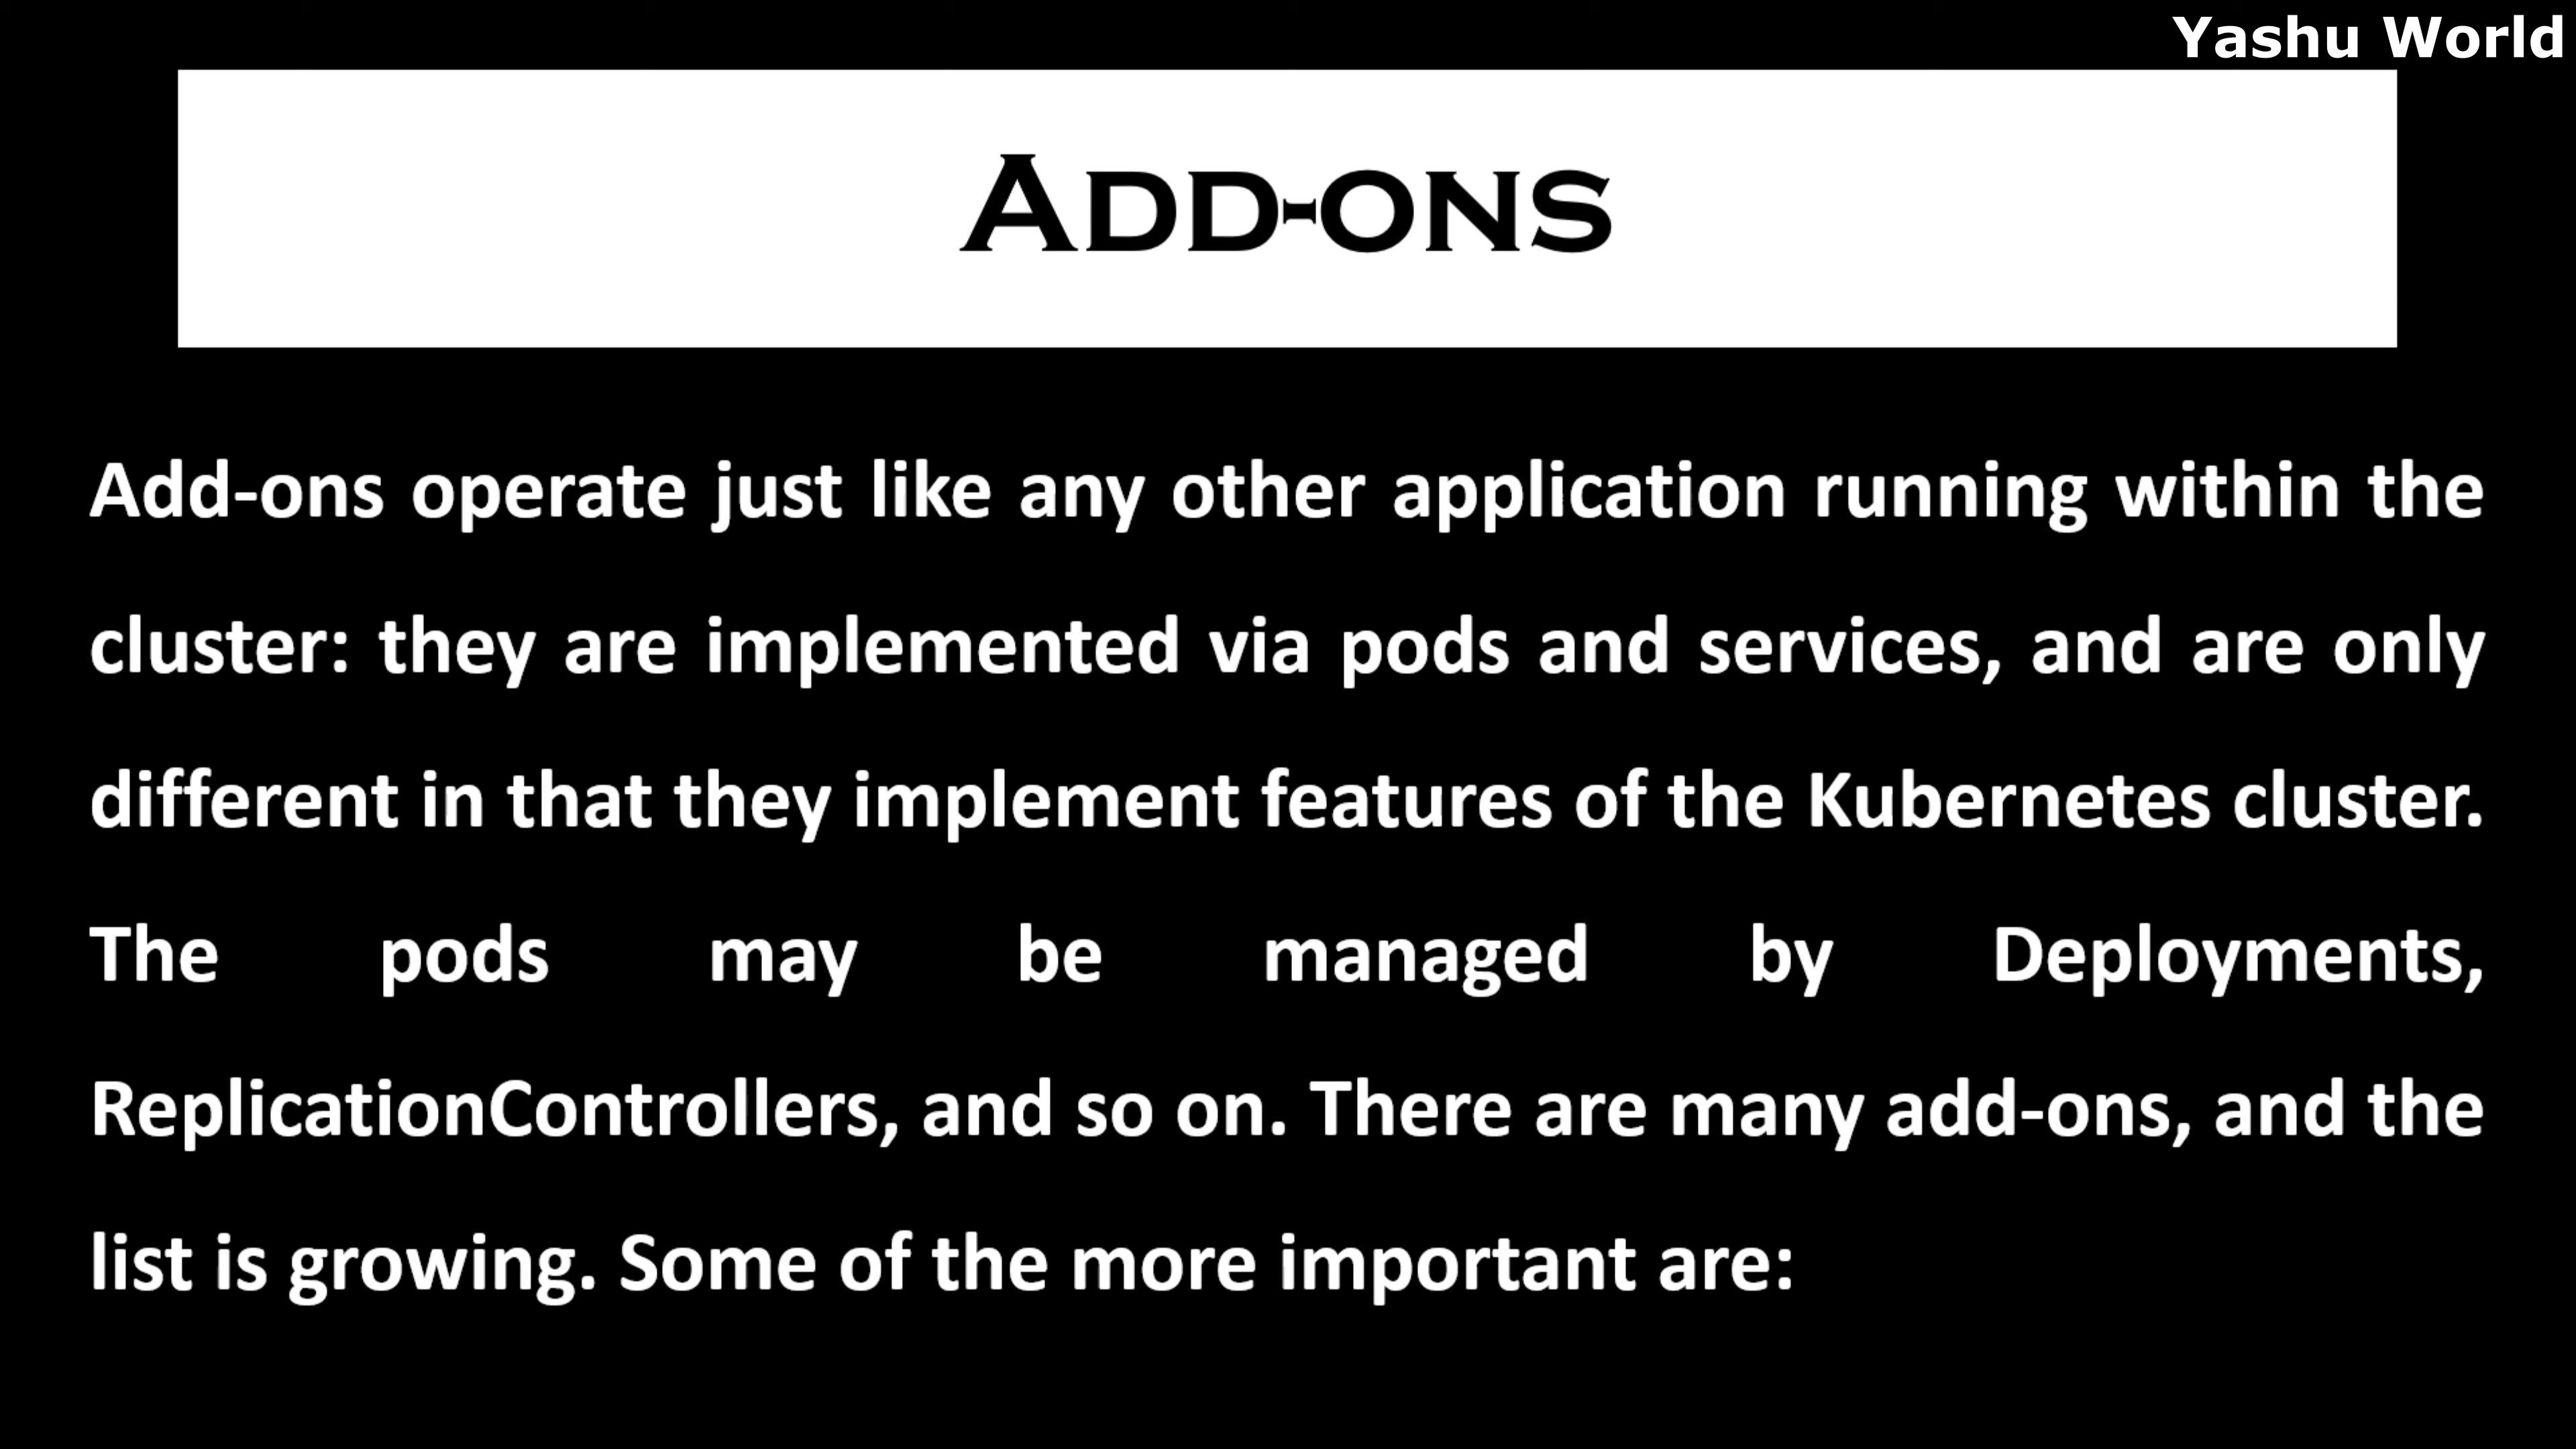 Yashu World
Add-ons
Add-ons operate just like any other application running within the
cluster: they are implemented via pods and services, and are only
different in that they implement features of the Kubernetes cluster.
The pods may be managed by Deployments,
ReplicationControllers, and so on. There are many add-ons, and the
list is growing. Some of the more important are: